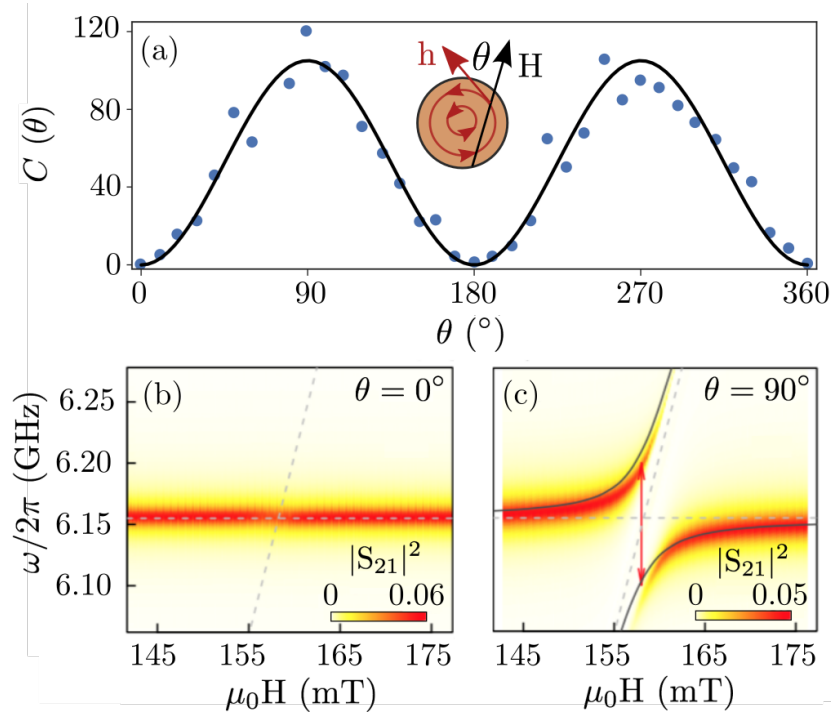 120
(a)
h θ H
80
C (θ)
40
0
0 90 180 270 360
θ (°)
(b) θ = 0°
(c) θ = 90°
6.25
6.20
6.15
6.10
ω/2π (GHz)
|S₂₁|²
0 0.06
|S₂₁|²
0 0.05
145 155 165 175
145 155 165 175
μ₀H (mT)
μ₀H (mT)